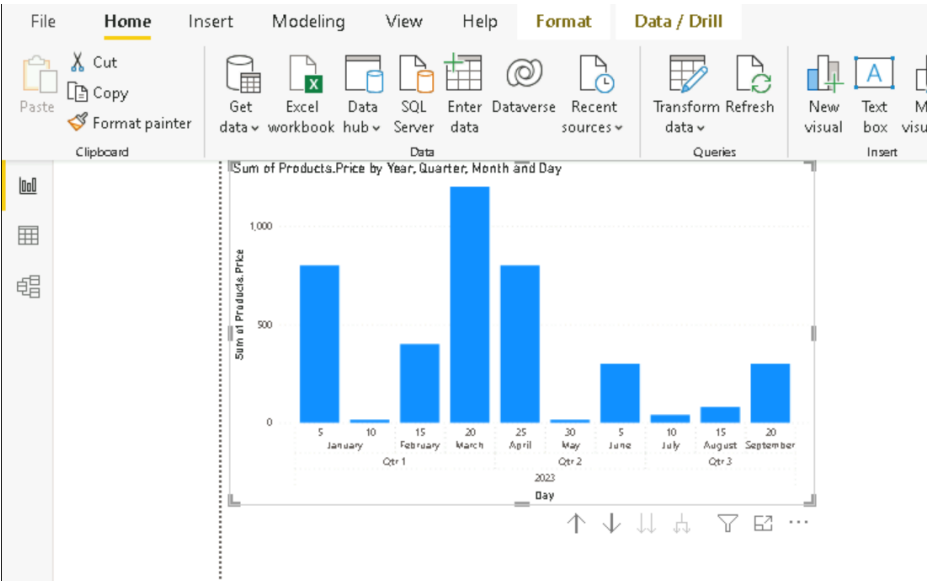 File Home Insert Modeling View Help Format Data / Drill
Paste
Cut
Copy
Format painter
Clipboard
Get data
Excel workbook
Data hub
SQL Server
Enter data
Dataverse
Recent sources
Data
Transform data
Refresh
Queries
New visual
Text box
Insert
Sum of Products.Price by Year, Quarter, Month and Day
Sum of Products.Price
1,000
500
0
5 10 15 20 25 30 5 10 15 20
January February March April May June July August September
Qtr 1 Qtr 2 Qtr 3
2023
Day